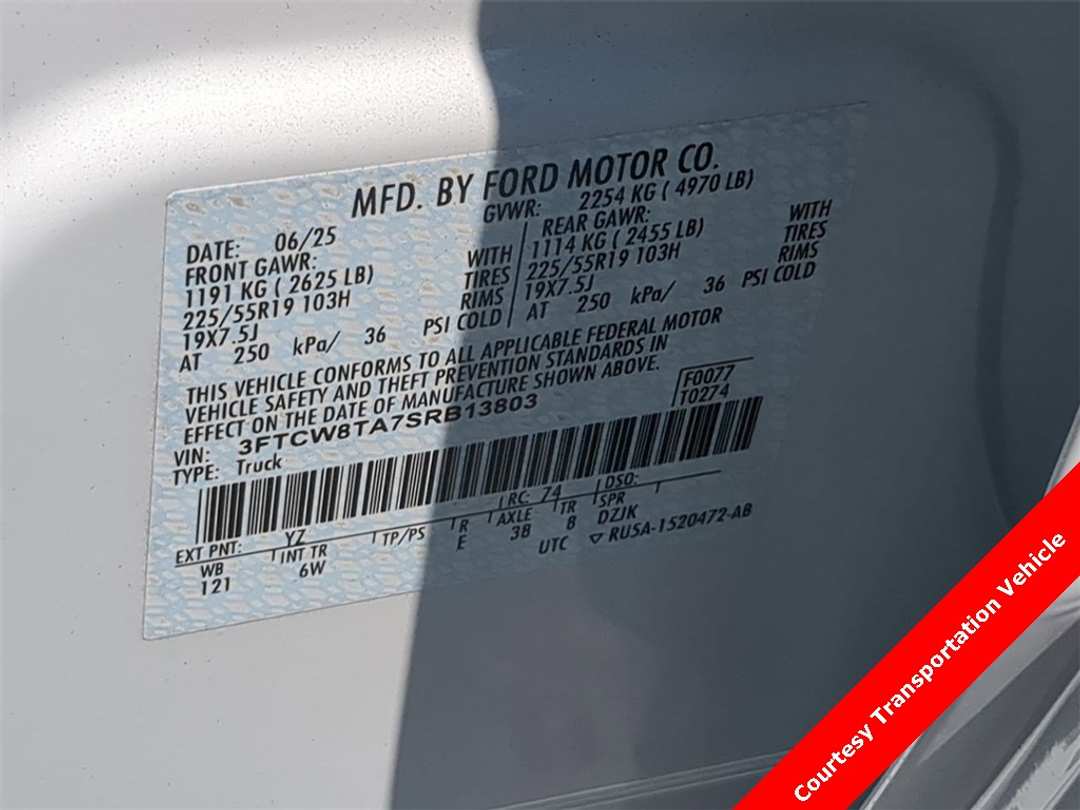 MFD. BY FORD MOTOR CO.
DATE: 06/25 GVWR: 2254 KG ( 4970 LB)
FRONT GAWR: WITH REAR GAWR: WITH
1191 KG ( 2625 LB) TIRES 1114 KG ( 2455 LB) TIRES
225/55R19 103H RIMS 225/55R19 103H RIMS
19X7.5J PSI COLD 19X7.5J PSI COLD
AT 250 kPa/ 36 AT 250 kPa/ 36
THIS VEHICLE CONFORMS TO ALL APPLICABLE FEDERAL MOTOR
VEHICLE SAFETY AND THEFT PREVENTION STANDARDS IN
EFFECT ON THE DATE OF MANUFACTURE SHOWN ABOVE.
VIN: 3FTCW8TA7SRB13803 F0077
TYPE: Truck T0274
EXT PNT: YZ RC: 74 DSO:
WB INT TR TP/PS R AXLE TR SPR
121 6W E 38 8 DZJK
UTC ▽ RU5A-1520472-AB
Courtesy Transportation Vehicle